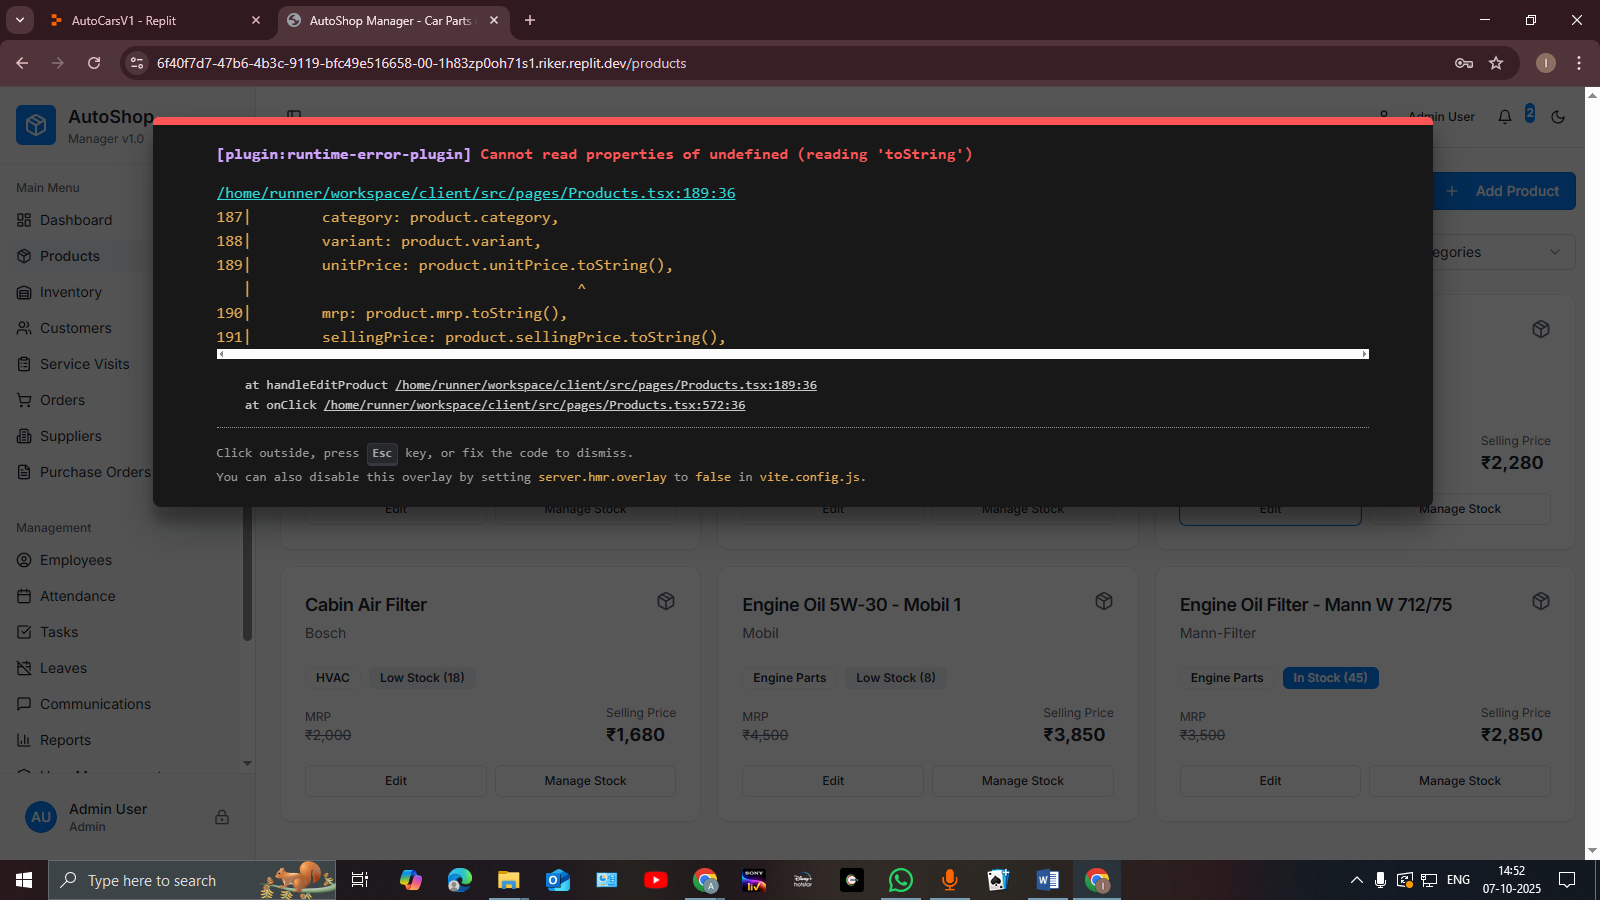 AutoCarsV1 - Replit
AutoShop Manager - Car Parts
6f40f7d7-47b6-4b3c-9119-bfc49e516658-00-1h83zp0oh71s1.riker.replit.dev/products
I
AutoShop
Manager v1.0
Admin User
2
Main Menu
Dashboard
Products
Inventory
Customers
Service Visits
Orders
Suppliers
Purchase Orders
Management
Employees
Attendance
Tasks
Leaves
Communications
Reports
AU
Admin User
Admin
Add Product
[plugin:runtime-error-plugin] Cannot read properties of undefined (reading 'toString')
/home/runner/workspace/client/src/pages/Products.tsx:189:36
187| category: product.category,
188| variant: product.variant,
189| unitPrice: product.unitPrice.toString(),
| ^
190| mrp: product.mrp.toString(),
191| sellingPrice: product.sellingPrice.toString(),
at handleEditProduct /home/runner/workspace/client/src/pages/Products.tsx:189:36
at onClick /home/runner/workspace/client/src/pages/Products.tsx:572:36
Click outside, press Esc key, or fix the code to dismiss.
You can also disable this overlay by setting server.hmr.overlay to false in vite.config.js.
egories
Selling Price
₹2,280
Edit Manage Stock Edit Manage Stock Edit Manage Stock
Cabin Air Filter
Bosch
HVAC Low Stock (18)
MRP Selling Price
₹2,000 ₹1,680
Edit Manage Stock
Engine Oil 5W-30 - Mobil 1
Mobil
Engine Parts Low Stock (8)
MRP Selling Price
₹4,500 ₹3,850
Edit Manage Stock
Engine Oil Filter - Mann W 712/75
Mann-Filter
Engine Parts In Stock (45)
MRP Selling Price
₹3,500 ₹2,850
Edit Manage Stock
Type here to search
ENG
14:52
07-10-2025